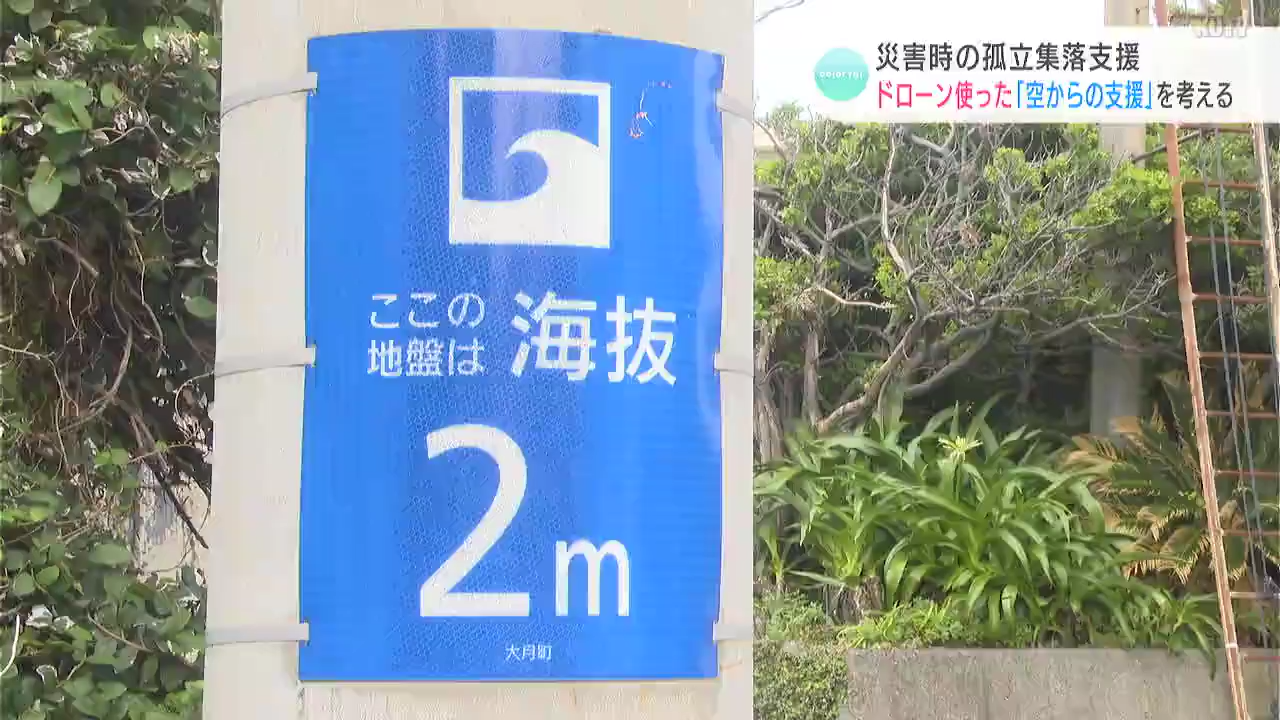 KUTV
災害時の孤立集落支援
ドローン使った「空からの支援」を考える
ここの
地盤は
海抜
2m
大月町